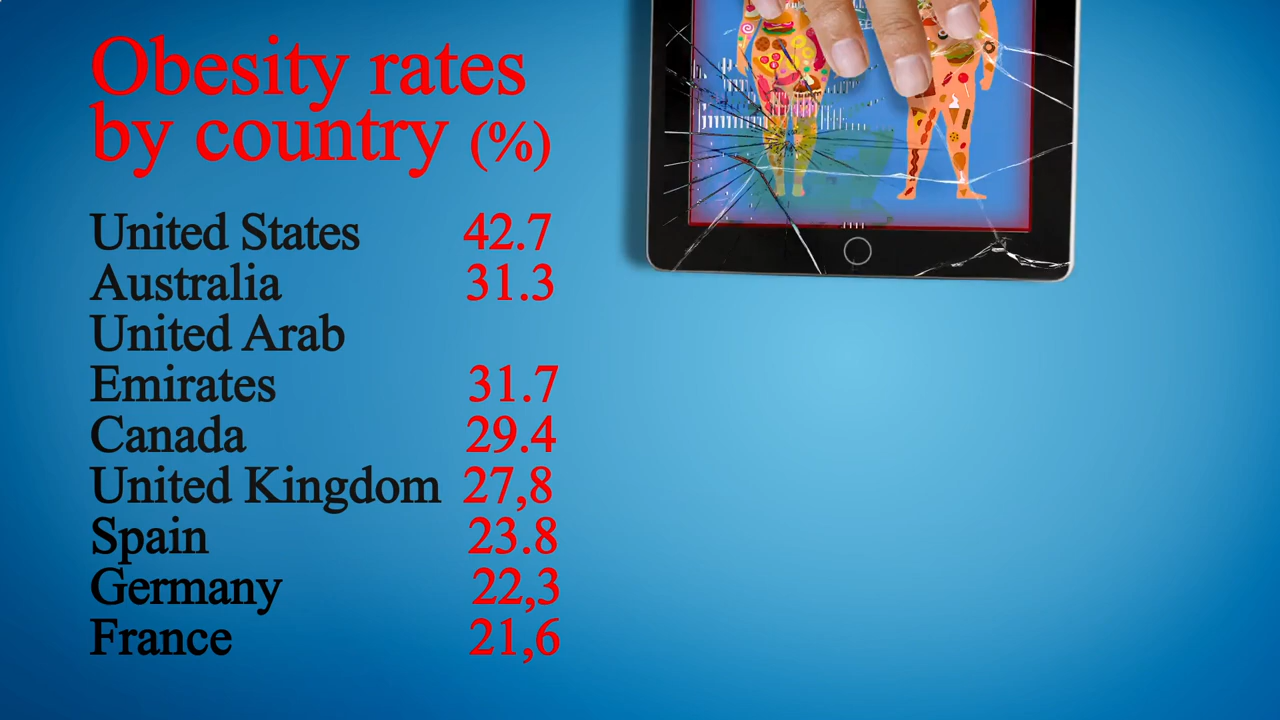 Obesity rates
by country (%)
United States 42.7
Australia 31.3
United Arab
Emirates 31.7
Canada 29.4
United Kingdom 27,8
Spain 23.8
Germany 22,3
France 21,6